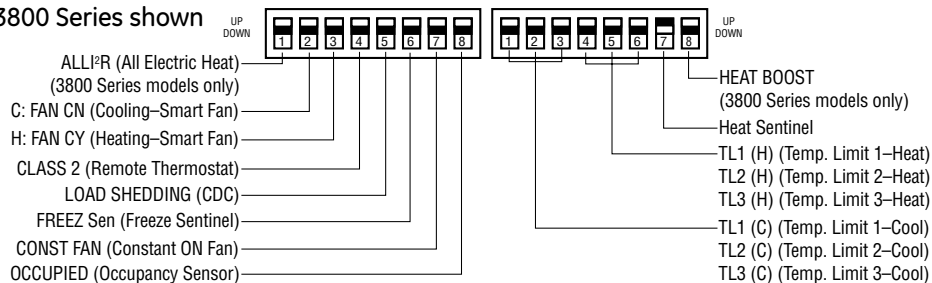 3800 Series shown
UP
DOWN
1 2 3 4 5 6 7 8
1 2 3 4 5 6 7 8
UP
DOWN
ALLI²R (All Electric Heat)
(3800 Series models only)
C: FAN CN (Cooling–Smart Fan)
H: FAN CY (Heating–Smart Fan)
CLASS 2 (Remote Thermostat)
LOAD SHEDDING (CDC)
FREEZ Sen (Freeze Sentinel)
CONST FAN (Constant ON Fan)
OCCUPIED (Occupancy Sensor)
HEAT BOOST
(3800 Series models only)
Heat Sentinel
TL1 (H) (Temp. Limit 1–Heat)
TL2 (H) (Temp. Limit 2–Heat)
TL3 (H) (Temp. Limit 3–Heat)
TL1 (C) (Temp. Limit 1–Cool)
TL2 (C) (Temp. Limit 2–Cool)
TL3 (C) (Temp. Limit 3–Cool)